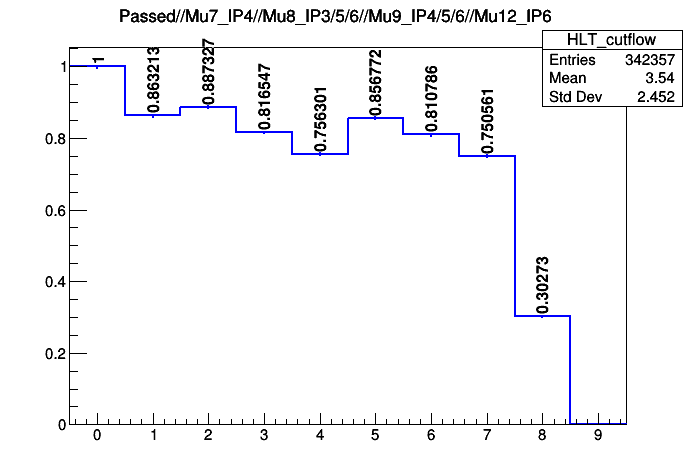 Passed//Mu7_IP4//Mu8_IP3/5/6//Mu9_IP4/5/6//Mu12_IP6
HLT_cutflow
Entries 342357
Mean 3.54
Std Dev 2.452
1
0.863213
0.887327
0.816547
0.756301
0.856772
0.810786
0.750561
0.30273
1
0.8
0.6
0.4
0.2
0
0 1 2 3 4 5 6 7 8 9